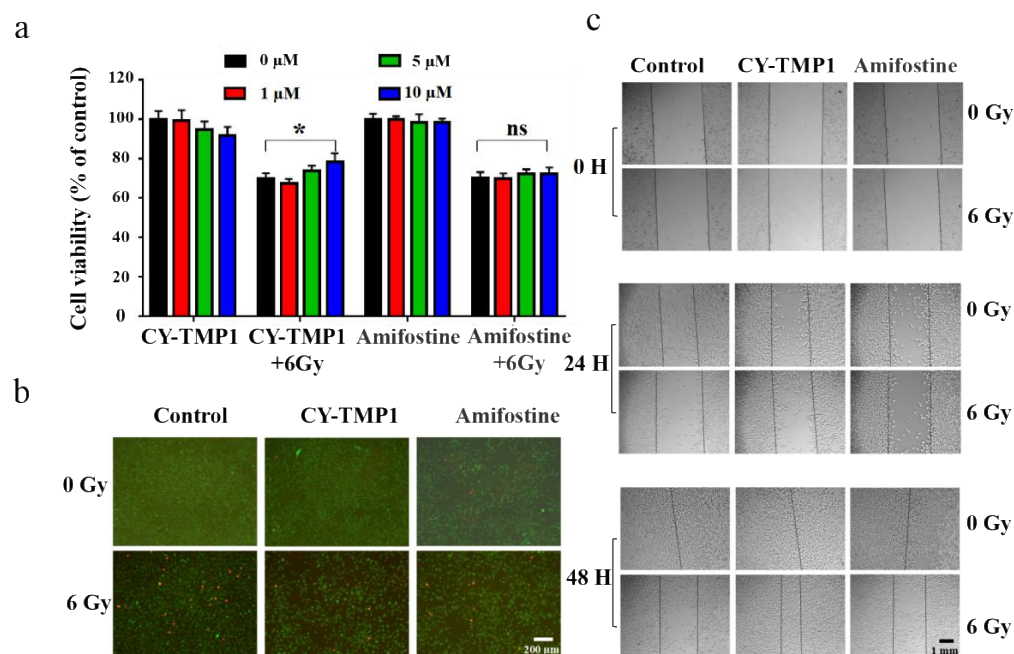 a
0 μM
5 μM
1 μM
10 μM
Cell viability (% of control)
120
100
80
60
40
20
0
*
ns
CY-TMP1
CY-TMP1
+6Gy
Amifostine
Amifostine
+6Gy
b
Control
CY-TMP1
Amifostine
0 Gy
6 Gy
200 μm
c
Control
CY-TMP1
Amifostine
0 H
0 Gy
6 Gy
24 H
0 Gy
6 Gy
48 H
0 Gy
6 Gy
1 mm